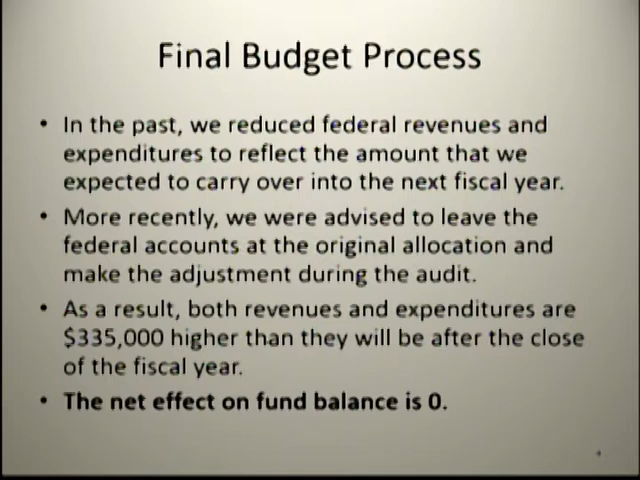 Final Budget Process
• In the past, we reduced federal revenues and
expenditures to reflect the amount that we
expected to carry over into the next fiscal year.
• More recently, we were advised to leave the
federal accounts at the original allocation and
make the adjustment during the audit.
• As a result, both revenues and expenditures are
$335,000 higher than they will be after the close
of the fiscal year.
• The net effect on fund balance is 0.